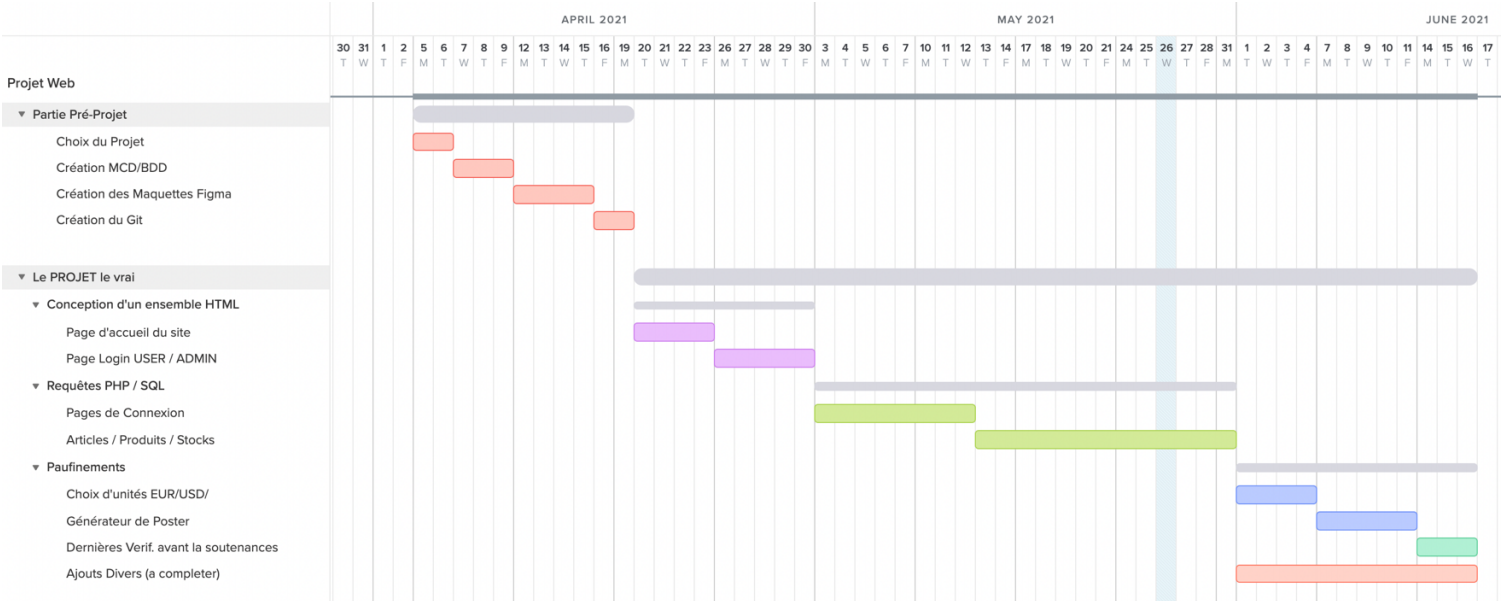 APRIL 2021 MAY 2021 JUNE 2021
30 31 1 2 5 6 7 8 9 12 13 14 15 16 19 20 21 22 23 26 27 28 29 30 3 4 5 6 7 10 11 12 13 14 17 18 19 20 21 24 25 26 27 28 31 1 2 3 4 7 8 9 10 11 14 15 16 17
T W T F M T W T F M T W T F M T W T F M T W T F M T W T F M T W T F M T W T F M T W T F M T W T F M T W T F M T W T
Projet Web
Partie Pré-Projet
Choix du Projet
Création MCD/BDD
Création des Maquettes Figma
Création du Git
Le PROJET le vrai
Conception d'un ensemble HTML
Page d'accueil du site
Page Login USER / ADMIN
Requêtes PHP / SQL
Pages de Connexion
Articles / Produits / Stocks
Paufinements
Choix d'unités EUR/USD/
Générateur de Poster
Dernières Verif. avant la soutenances
Ajouts Divers (a completer)